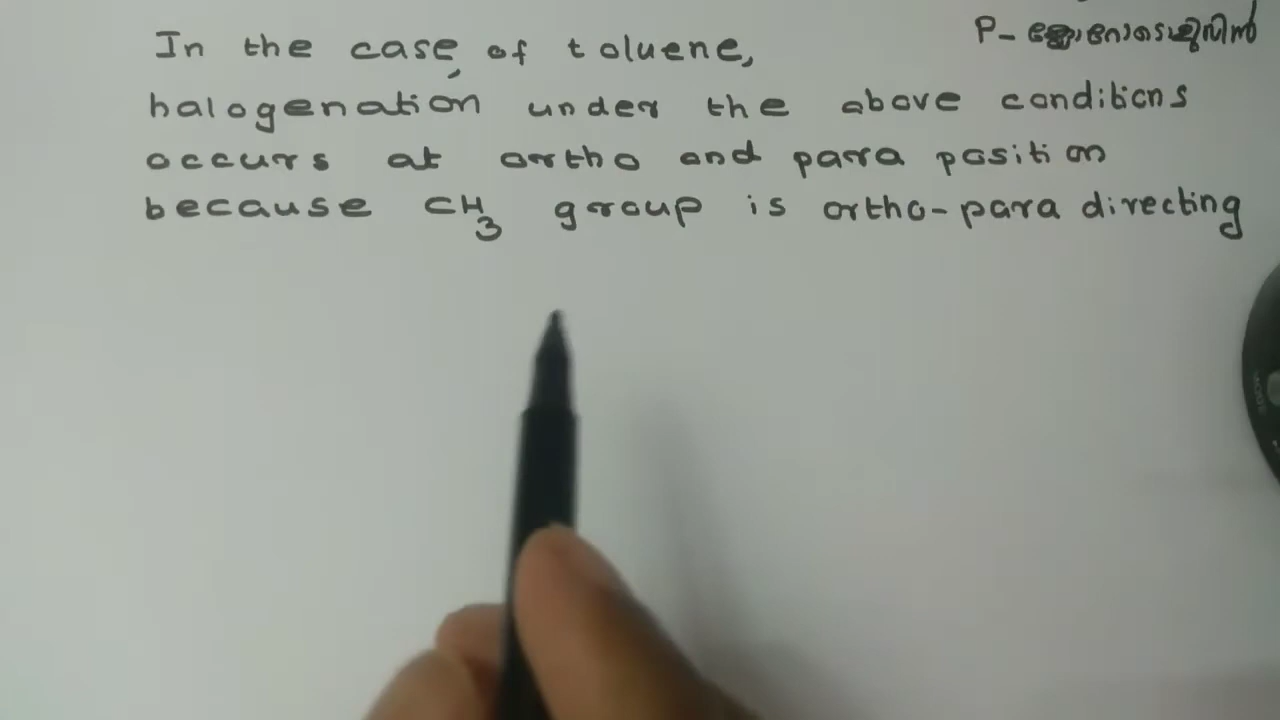 P- ക്ലോറോടൊളുവിൻ
In the case, of toluene,
halogenation under the above conditions
occurs at ortho and para position
because CH3 group is ortho-para directing